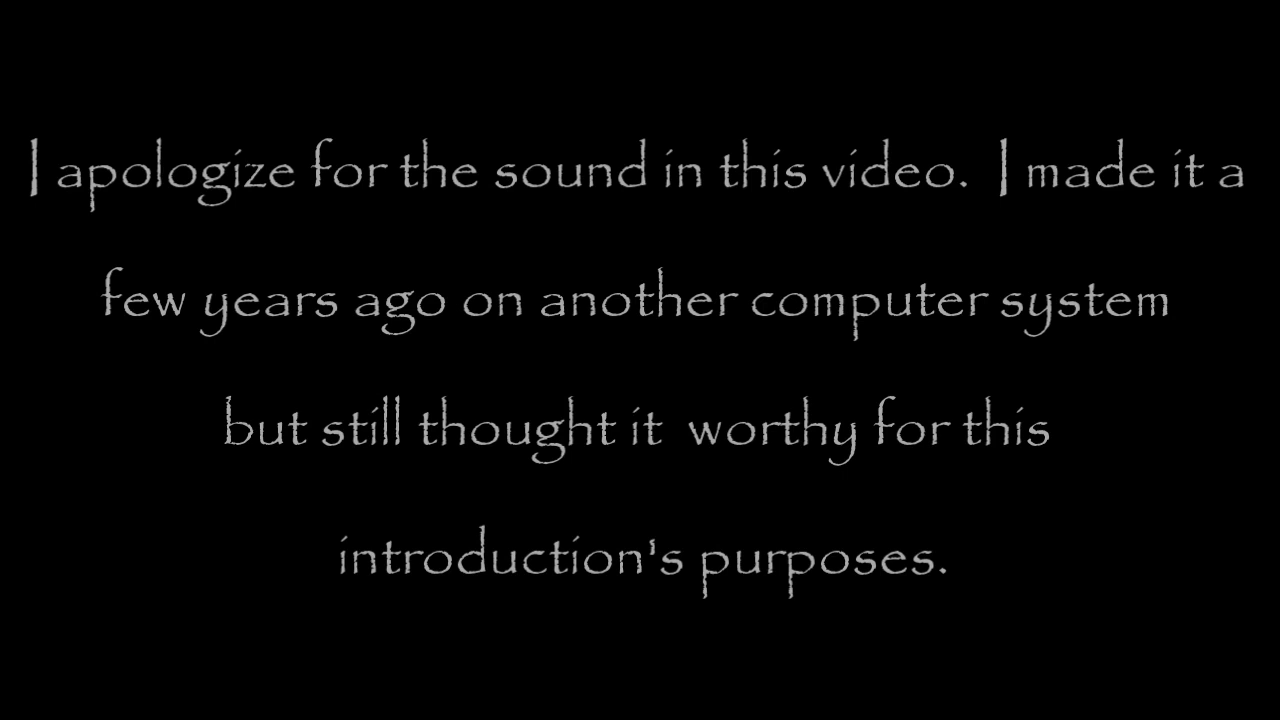 I apologize for the sound in this video.  I made it a
few years ago on another computer system
but still thought it  worthy for this
introduction's purposes.